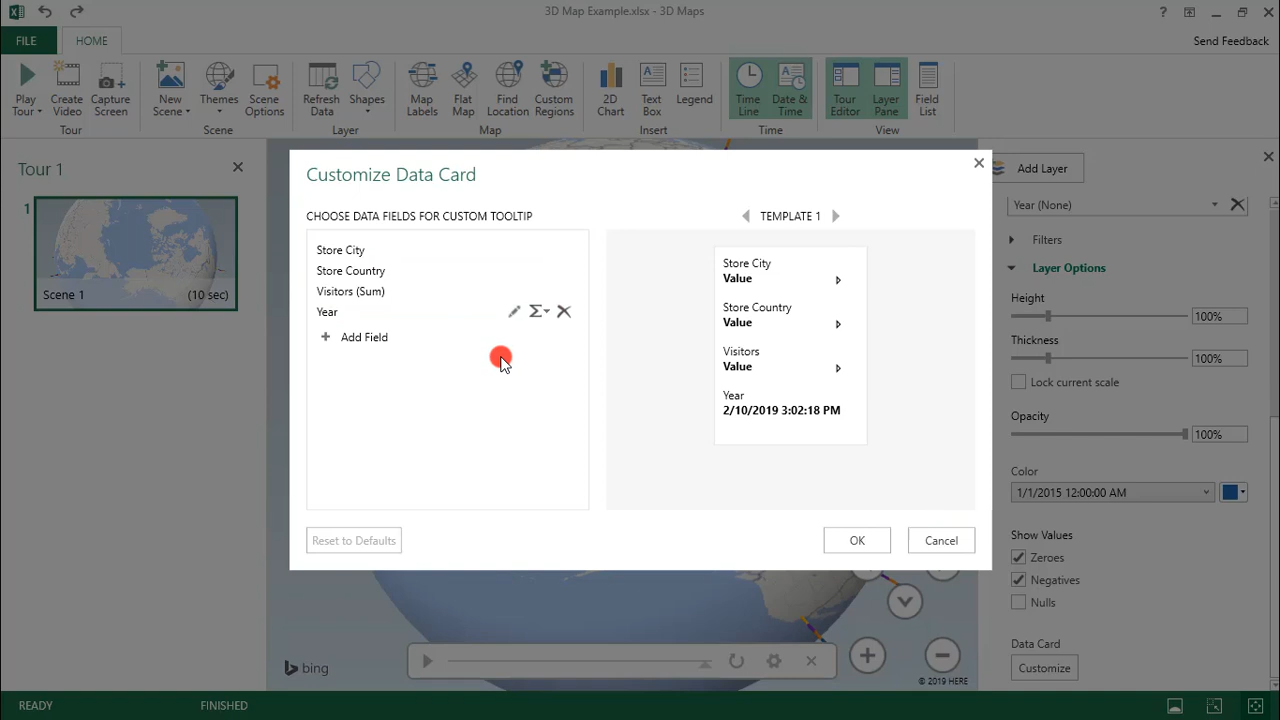 3D Map Example.xlsx - 3D Maps
?
FILE
HOME
Send Feedback
Play Tour
Create Video
Capture Screen
Tour
New Scene
Themes
Scene Options
Scene
Refresh Data
Shapes
Layer
Map Labels
Flat Map
Find Location
Custom Regions
Map
2D Chart
Text Box
Legend
Insert
Time Line
Date & Time
Time
Tour Editor
Layer Pane
Field List
View
Tour 1
1
Scene 1
(10 sec)
Customize Data Card
CHOOSE DATA FIELDS FOR CUSTOM TOOLTIP
Store City
Store Country
Visitors (Sum)
Year
Σ
+ Add Field
TEMPLATE 1
Store City
Value
Store Country
Value
Visitors
Value
Year
2/10/2019 3:02:18 PM
Reset to Defaults
OK
Cancel
bing
© 2019 HERE
Add Layer
Year (None)
Filters
Layer Options
Height
100%
Thickness
100%
Lock current scale
Opacity
100%
Color
1/1/2015 12:00:00 AM
Show Values
Zeroes
Negatives
Nulls
Data Card
Customize
READY
FINISHED